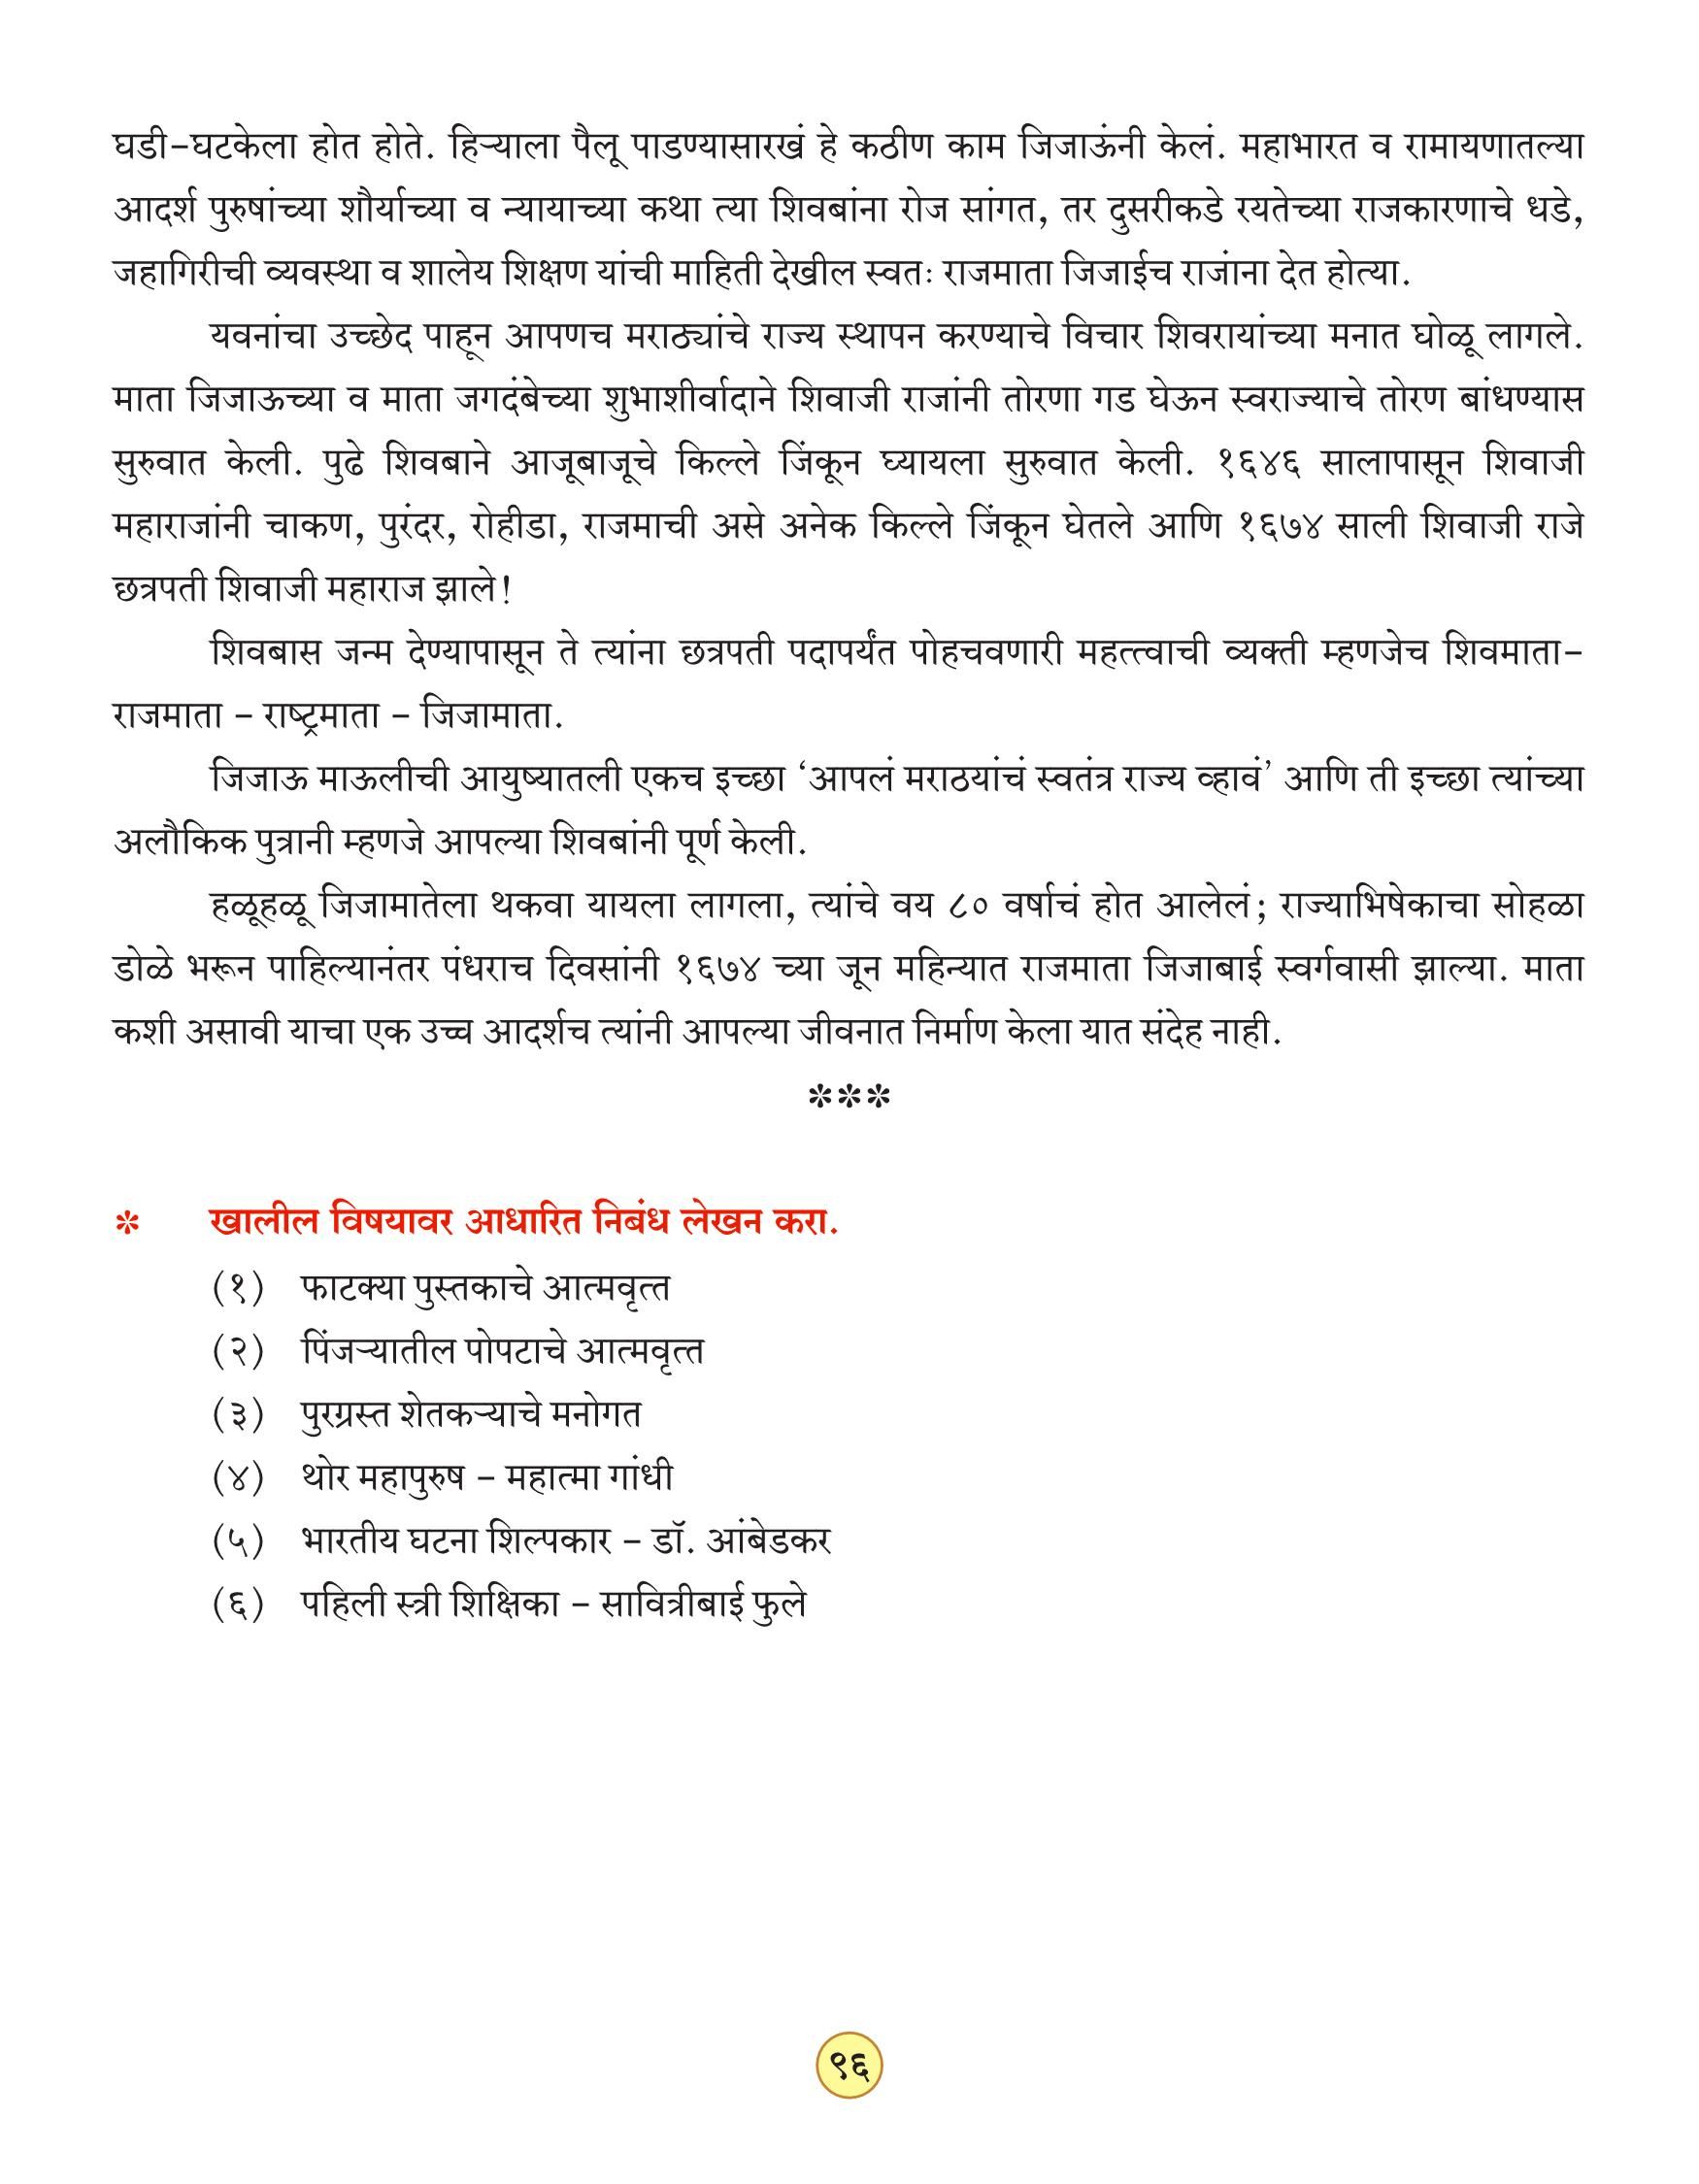 घडी-घटकेला होत होते. हिऱ्याला पैलू पाडण्यासारखं हे कठीण काम जिजाऊंनी केलं. महाभारत व रामायणातल्या
आदर्श पुरुषांच्या शौर्याच्या व न्यायाच्या कथा त्या शिवबांना रोज सांगत, तर दुसरीकडे रयतेच्या राजकारणाचे धडे,
जहागिरीची व्यवस्था व शालेय शिक्षण यांची माहिती देखील स्वतः राजमाता जिजाईच राजांना देत होत्या.
यवनांचा उच्छेद पाहून आपणच मराठ्यांचे राज्य स्थापन करण्याचे विचार शिवरायांच्या मनात घोळू लागले.
माता जिजाऊच्या व माता जगदंबेच्या शुभाशीर्वादाने शिवाजी राजांनी तोरणा गड घेऊन स्वराज्याचे तोरण बांधण्यास
सुरुवात केली. पुढे शिवबाने आजूबाजूचे किल्ले जिंकून घ्यायला सुरुवात केली. १६४६ सालापासून शिवाजी
महाराजांनी चाकण, पुरंदर, रोहीडा, राजमाची असे अनेक किल्ले जिंकून घेतले आणि १६७४ साली शिवाजी राजे
छत्रपती शिवाजी महाराज झाले!
शिवबास जन्म देण्यापासून ते त्यांना छत्रपती पदापर्यंत पोहचवणारी महत्त्वाची व्यक्ती म्हणजेच शिवमाता-
राजमाता - राष्ट्रमाता - जिजामाता.
जिजाऊ माऊलीची आयुष्यातली एकच इच्छा ‘आपलं मराठयांचं स्वतंत्र राज्य व्हावं’ आणि ती इच्छा त्यांच्या
अलौकिक पुत्रानी म्हणजे आपल्या शिवबांनी पूर्ण केली.
हळूहळू जिजामातेला थकवा यायला लागला, त्यांचे वय ८० वर्षाचं होत आलेलं; राज्याभिषेकाचा सोहळा
डोळे भरून पाहिल्यानंतर पंधराच दिवसांनी १६७४ च्या जून महिन्यात राजमाता जिजाबाई स्वर्गवासी झाल्या. माता
कशी असावी याचा एक उच्च आदर्शच त्यांनी आपल्या जीवनात निर्माण केला यात संदेह नाही.
✽✽✽
✽ खालील विषयावर आधारित निबंध लेखन करा.
(१) फाटक्या पुस्तकाचे आत्मवृत्त
(२) पिंजऱ्यातील पोपटाचे आत्मवृत्त
(३) पुरग्रस्त शेतकऱ्याचे मनोगत
(४) थोर महापुरुष - महात्मा गांधी
(५) भारतीय घटना शिल्पकार - डॉ. आंबेडकर
(६) पहिली स्त्री शिक्षिका - सावित्रीबाई फुले
९६